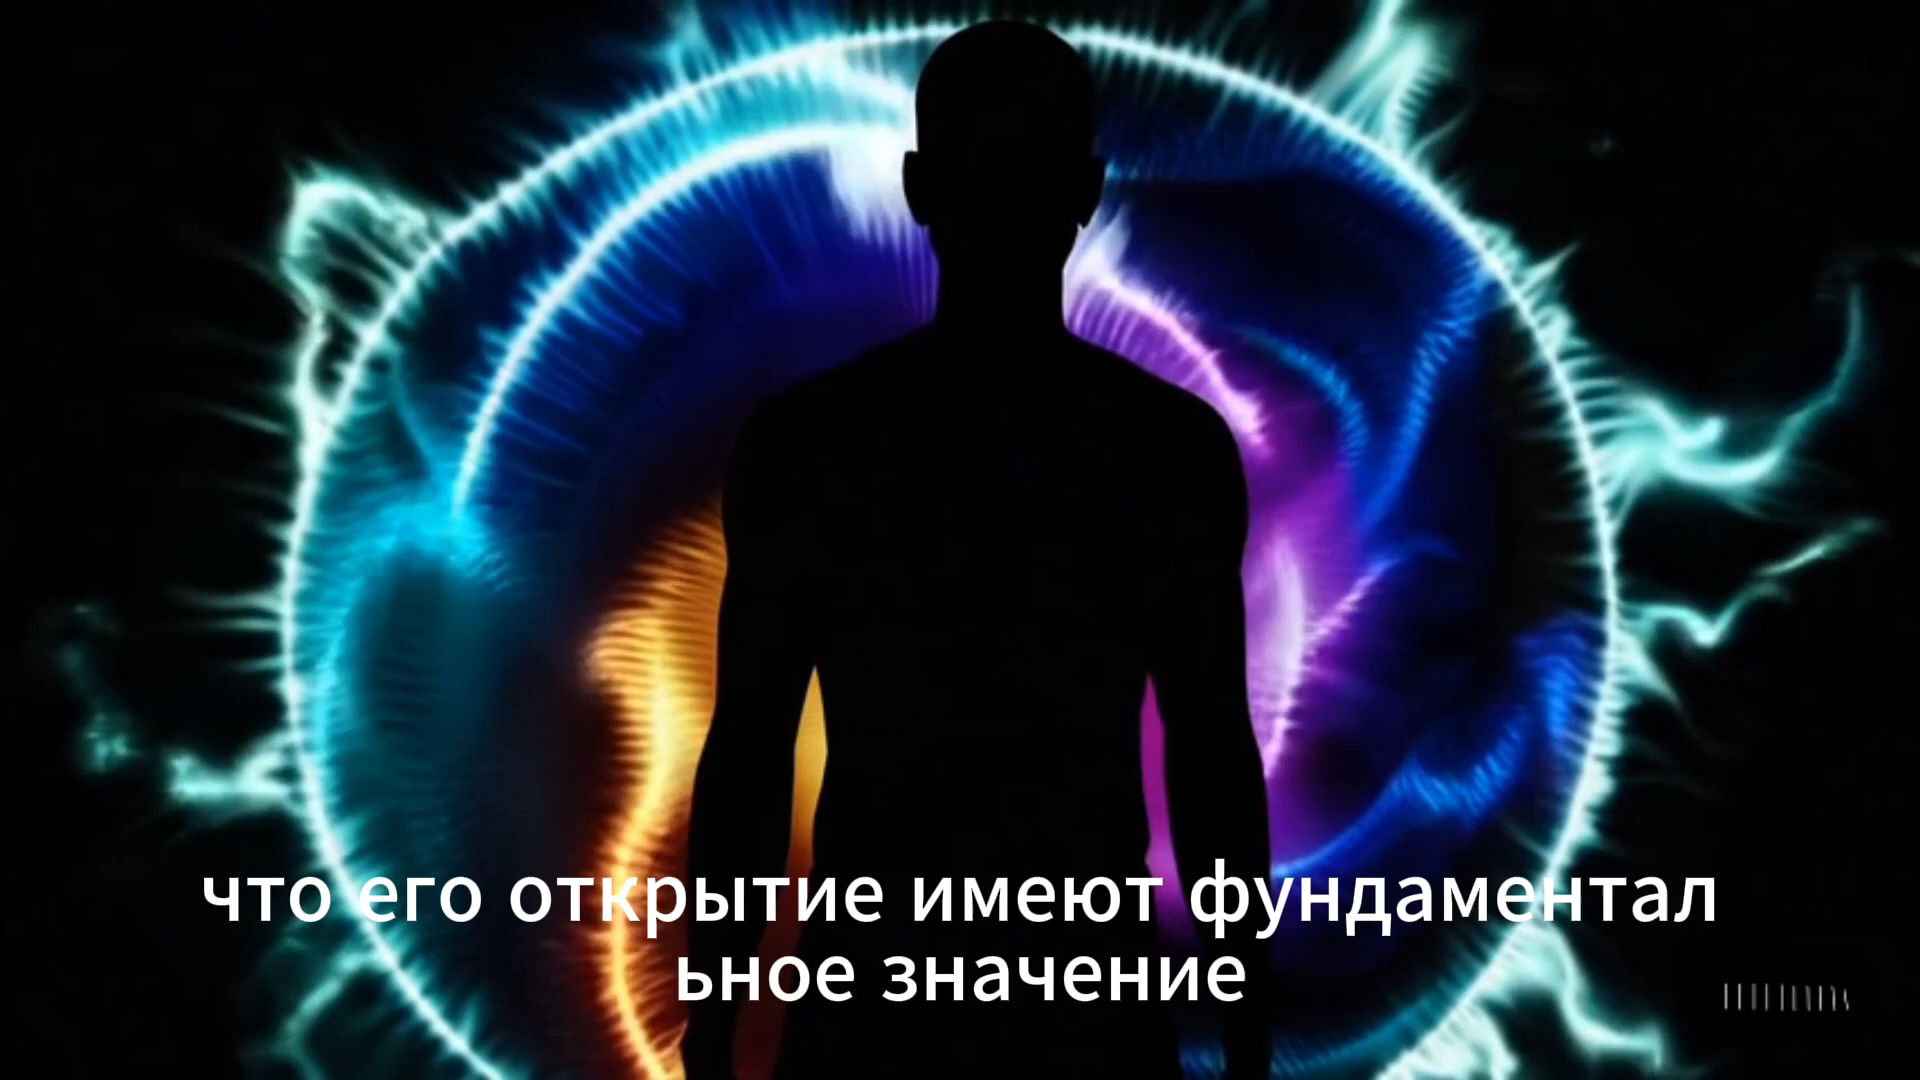 что его открытие имеют фундаментал
ьное значение